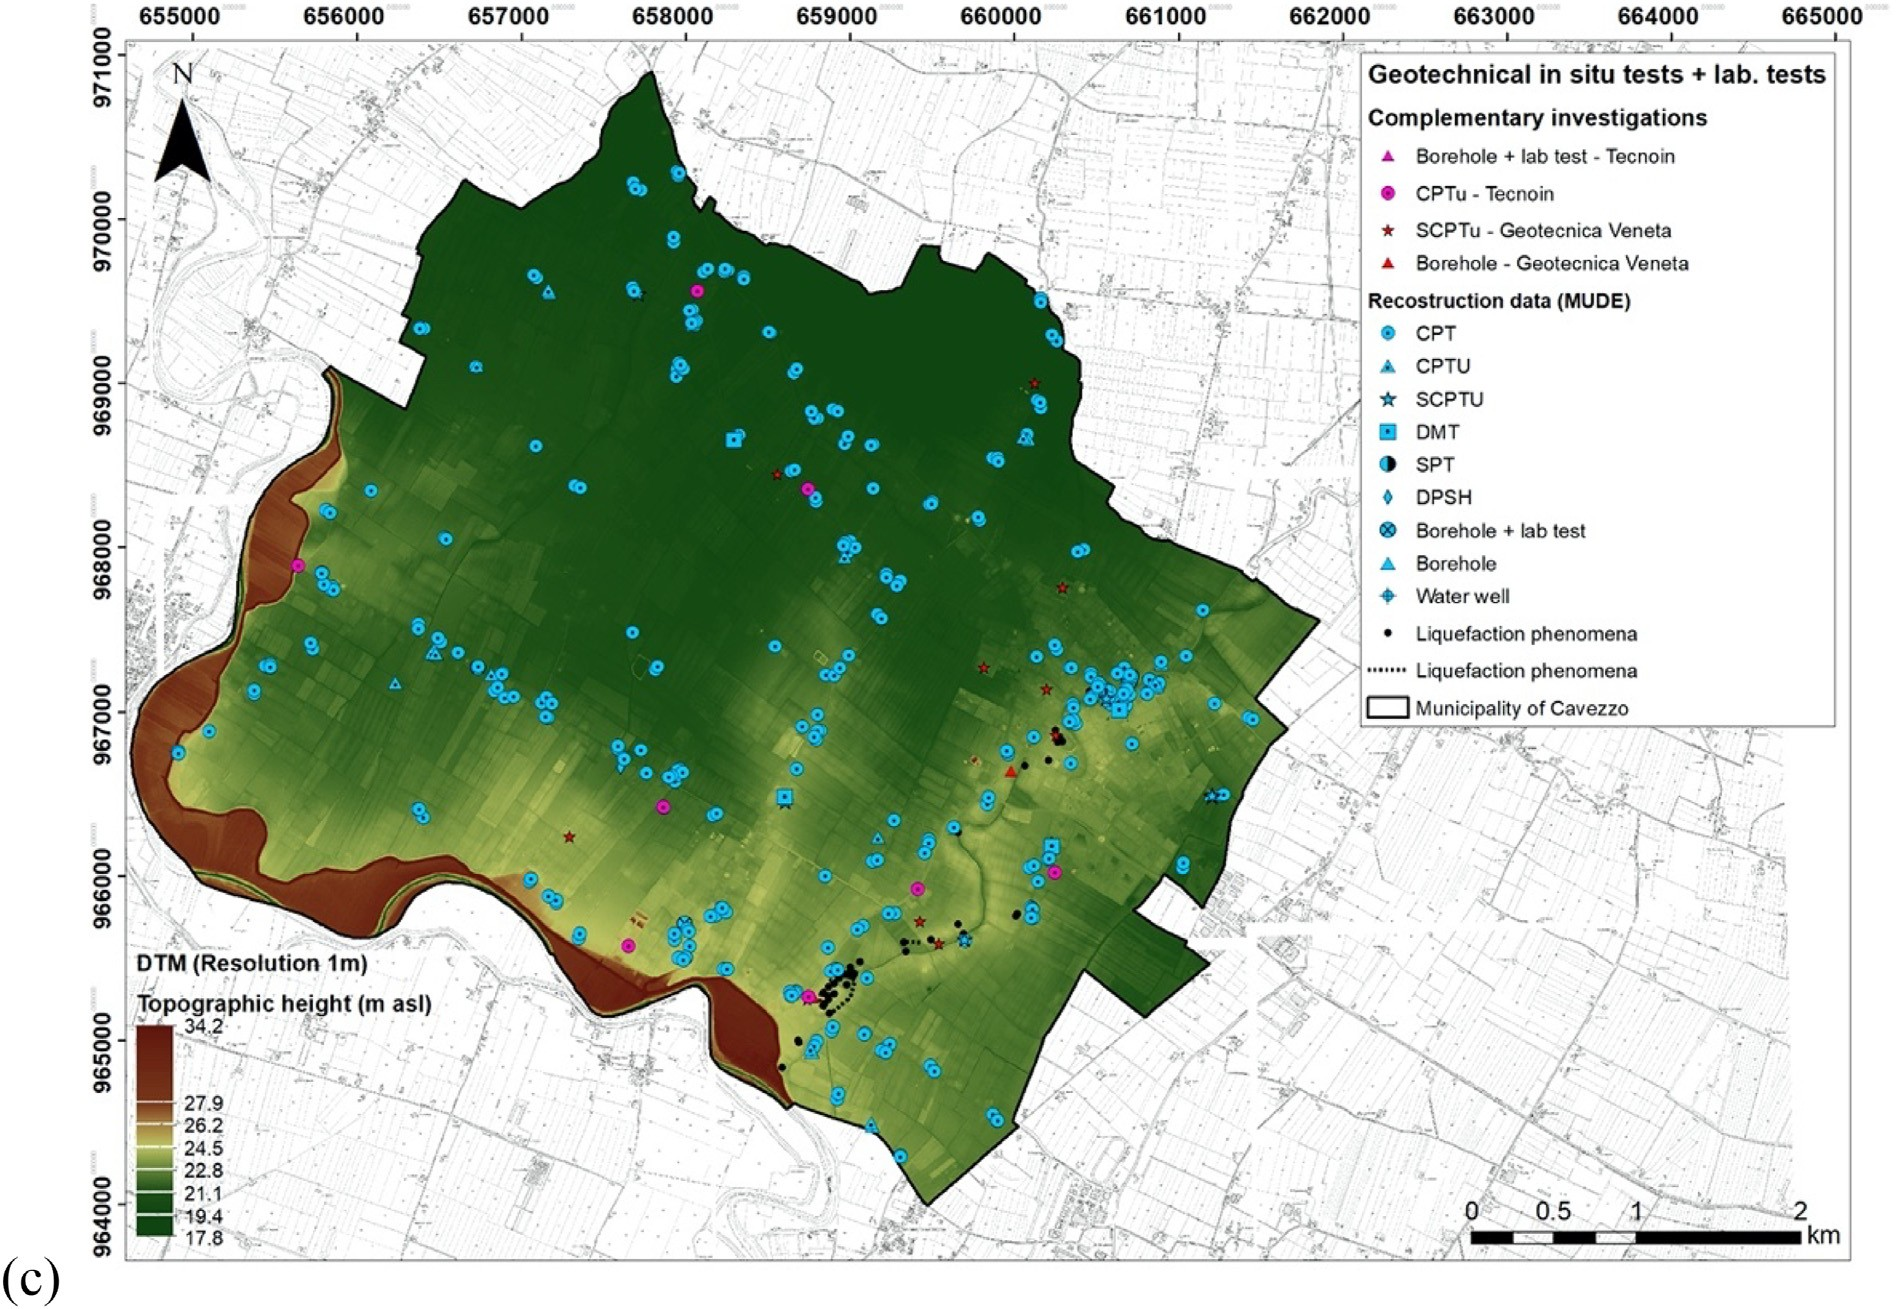 655000 656000 657000 658000 659000 660000 661000 662000 663000 664000 665000
971000
970000
969000
968000
967000
966000
965000
964000
N
Geotechnical in situ tests + lab. tests
Complementary investigations
Borehole + lab test - Tecnoin
CPTu - Tecnoin
SCPTu - Geotecnica Veneta
Borehole - Geotecnica Veneta
Recostruction data (MUDE)
CPT
CPTU
SCPTU
DMT
SPT
DPSH
Borehole + lab test
Borehole
Water well
Liquefaction phenomena
Liquefaction phenomena
Municipality of Cavezzo
DTM (Resolution 1m)
Topographic height (m asl)
34.2
27.9
26.2
24.5
22.8
21.1
19.4
17.8
0 0.5 1 2
km
(c)